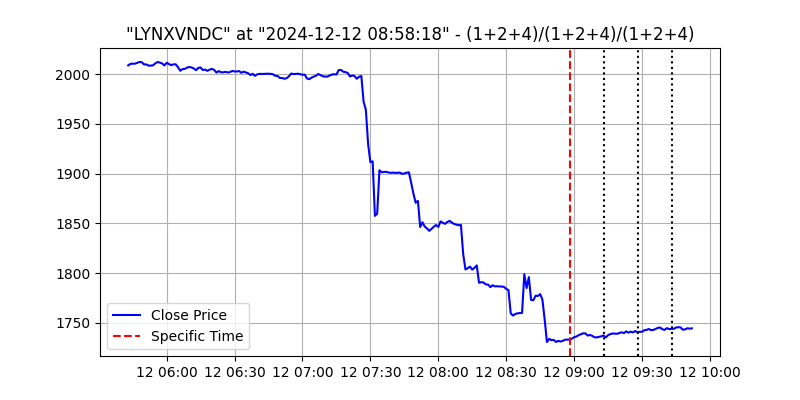 "LYNXVNDC" at "2024-12-12 08:58:18" - (1+2+4)/(1+2+4)/(1+2+4)
2000
1950
1900
1850
1800
1750
Close Price
Specific Time
12 06:00 12 06:30 12 07:00 12 07:30 12 08:00 12 08:30 12 09:00 12 09:30 12 10:00